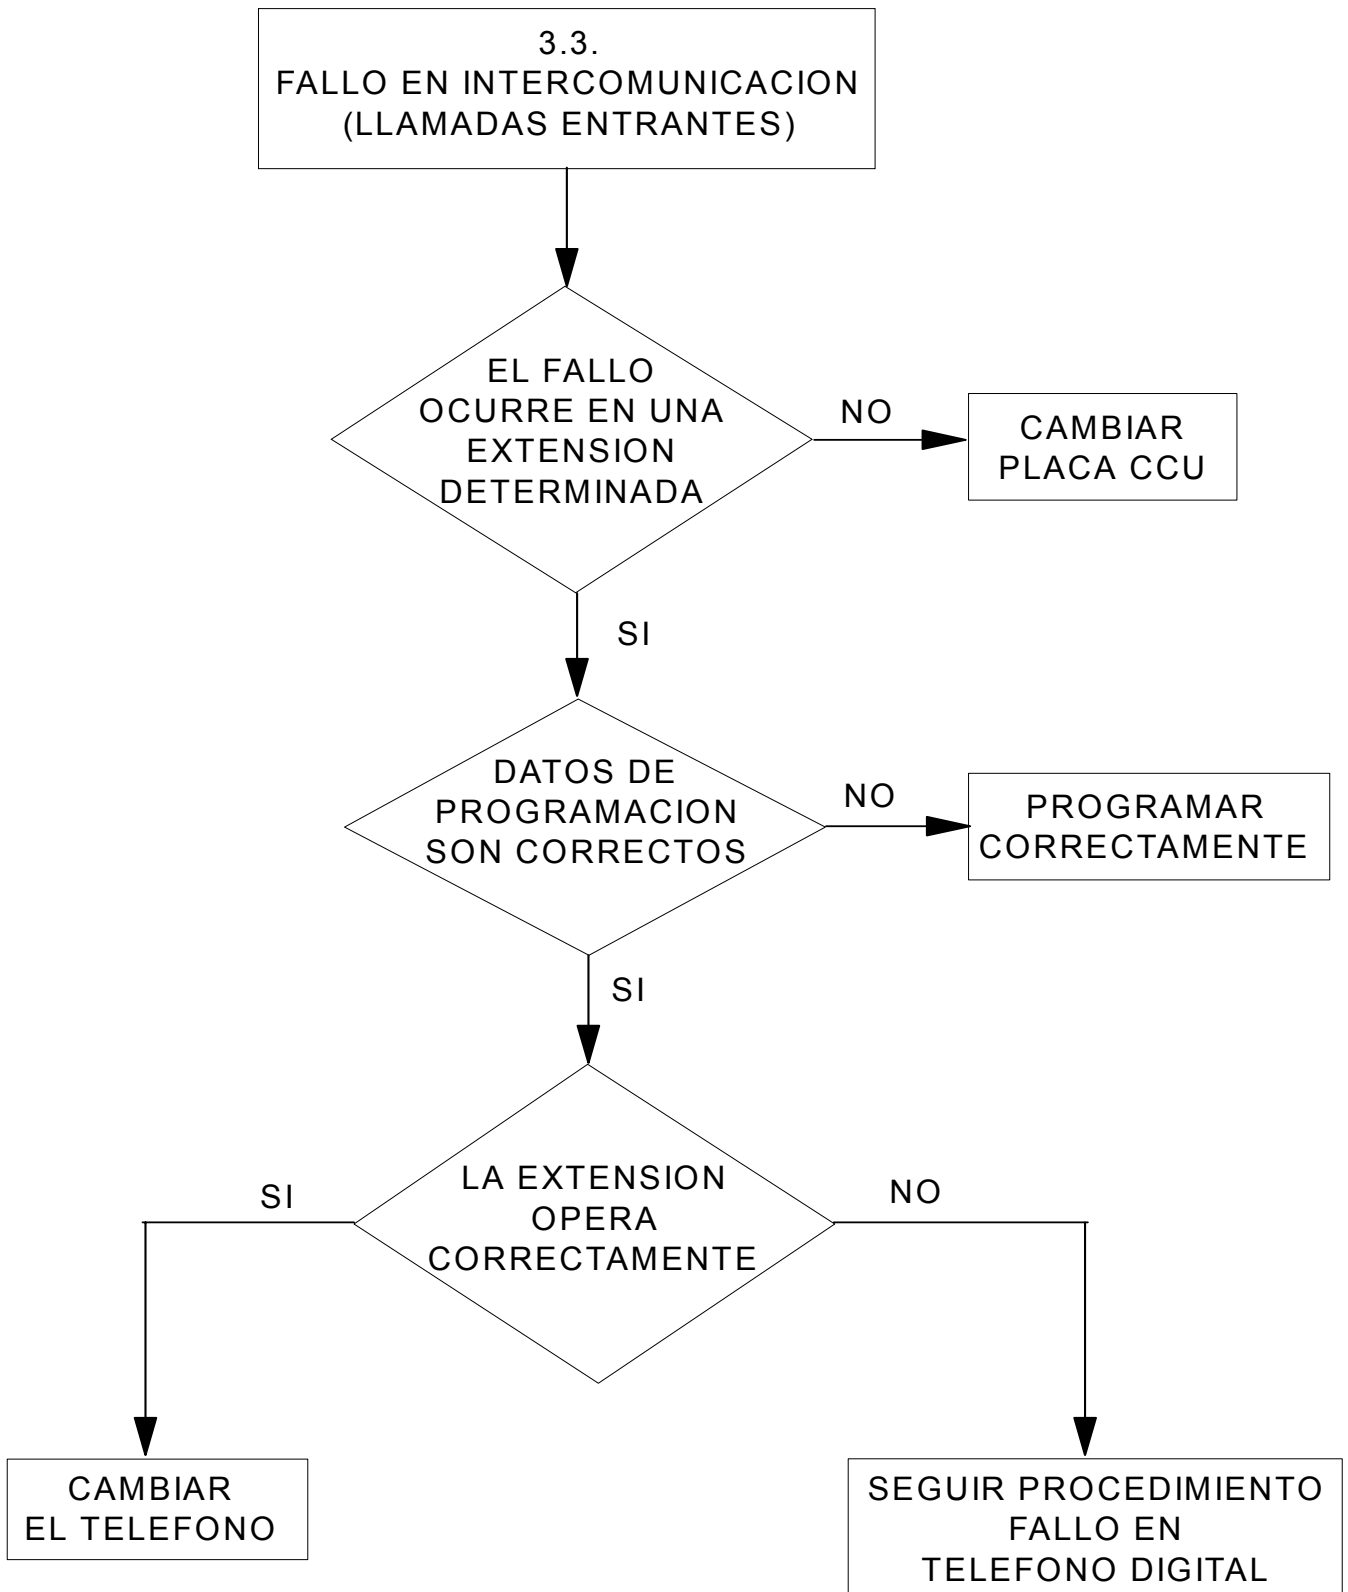 3.3.
FALLO EN INTERCOMUNICACION
(LLAMADAS ENTRANTES)
EL FALLO
OCURRE EN UNA
EXTENSION
DETERMINADA
NO
CAMBIAR
PLACA CCU
SI
DATOS DE
PROGRAMACION
SON CORRECTOS
NO
PROGRAMAR
CORRECTAMENTE
SI
LA EXTENSION
OPERA
CORRECTAMENTE
SI
NO
CAMBIAR
EL TELEFONO
SEGUIR PROCEDIMIENTO
FALLO EN
TELEFONO DIGITAL